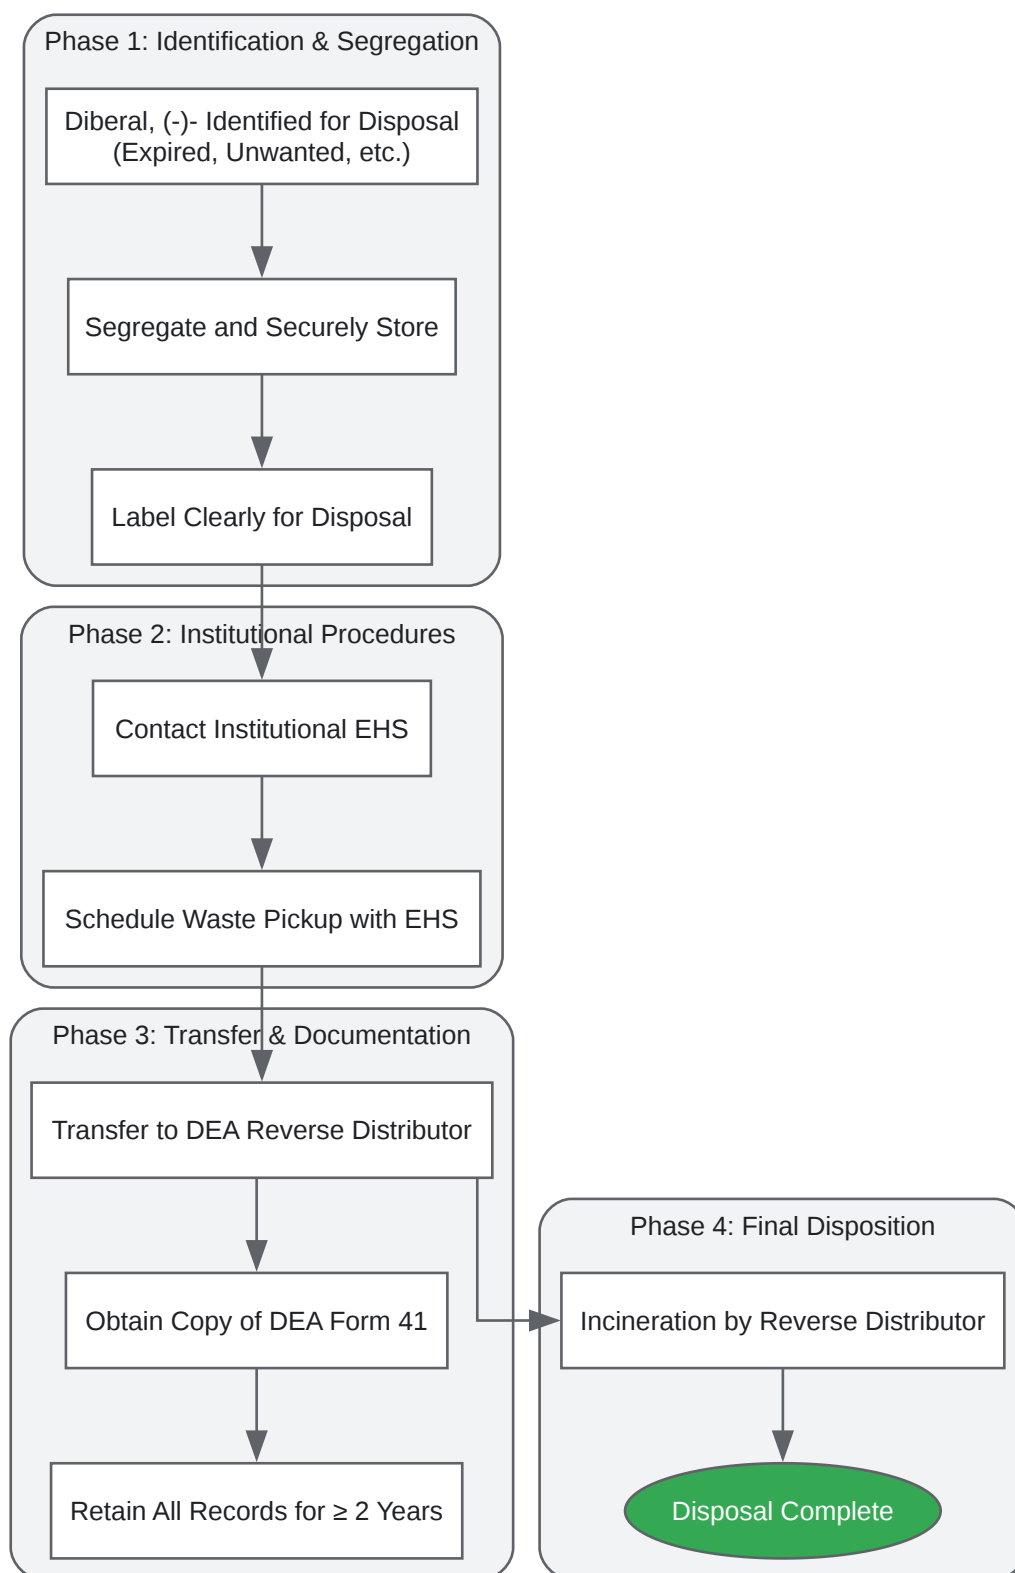 Phase 1: Identification & Segregation
Diberal, (-)- Identified for Disposal
(Expired, Unwanted, etc.)
Segregate and Securely Store
Label Clearly for Disposal
Phase 2: Institutional Procedures
Contact Institutional EHS
Schedule Waste Pickup with EHS
Phase 3: Transfer & Documentation
Transfer to DEA Reverse Distributor
Obtain Copy of DEA Form 41
Retain All Records for ≥ 2 Years
Phase 4: Final Disposition
Incineration by Reverse Distributor
Disposal Complete